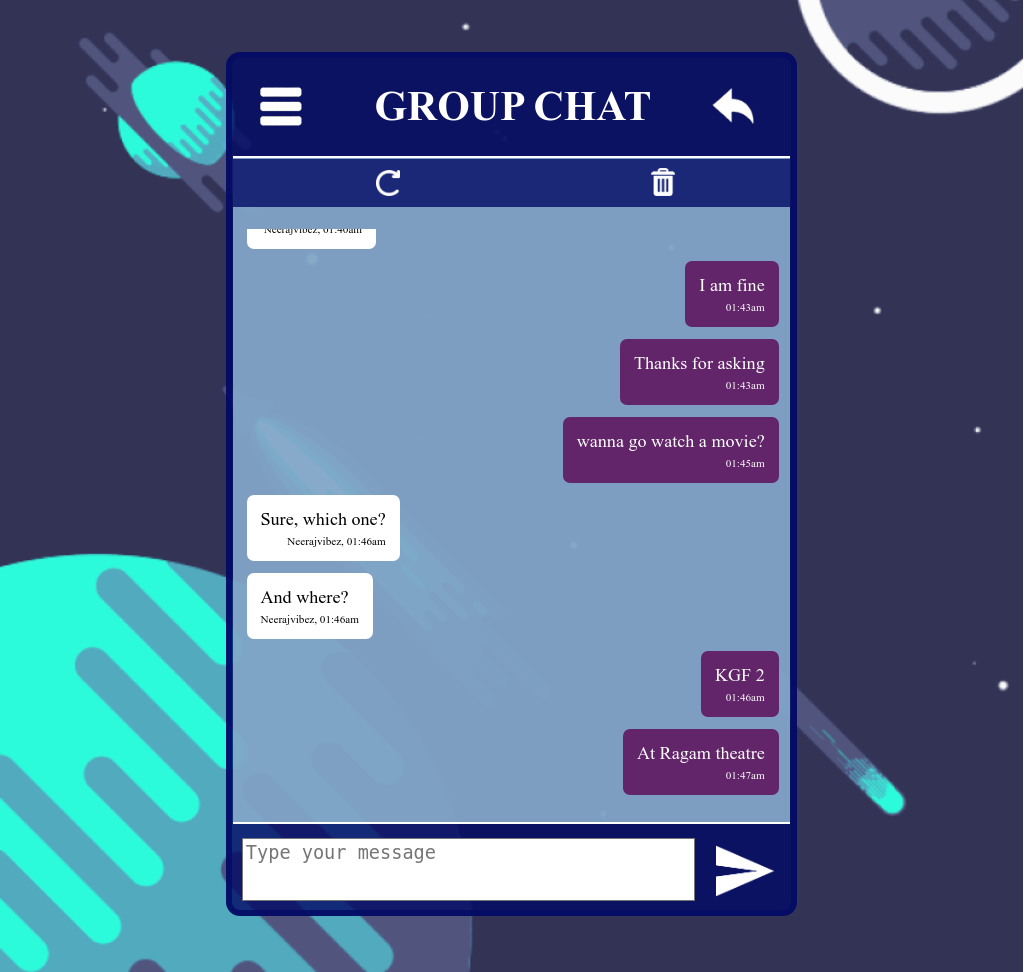 GROUP CHAT
Neerajvibez, 01:40am
I am fine
01:43am
Thanks for asking
01:43am
wanna go watch a movie?
01:45am
Sure, which one?
Neerajvibez, 01:46am
And where?
Neerajvibez, 01:46am
KGF 2
01:46am
At Ragam theatre
01:47am
Type your message